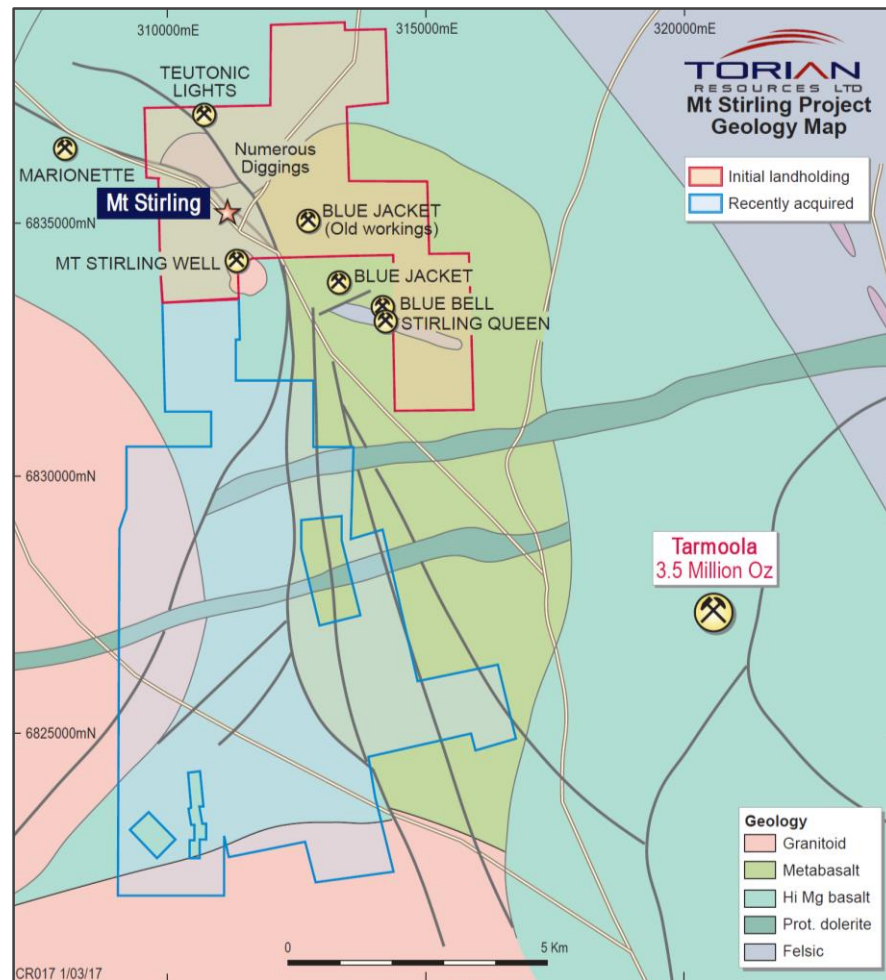 310000mE
315000mE
320000mE
TORIAN
RESOURCES LTD
Mt Stirling Project
Geology Map
Initial landholding
Recently acquired
TEUTONIC
LIGHTS
Numerous
Diggings
MARIONETTE
Mt Stirling
6835000mN
BLUE JACKET
(Old workings)
MT STIRLING WELL
BLUE JACKET
BLUE BELL
STIRLING QUEEN
6830000mN
Tarmoola
3.5 Million Oz
6825000mN
Geology
Granitoid
Metabasalt
Hi Mg basalt
Prot. dolerite
Felsic
0
5 Km
CR017 1/03/17